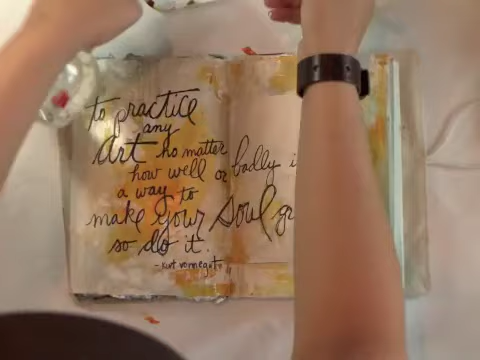 to practice
any
Art no matter
how well or badly i
a way to
make your Soul gr
so do it.
- kurt vonnegut